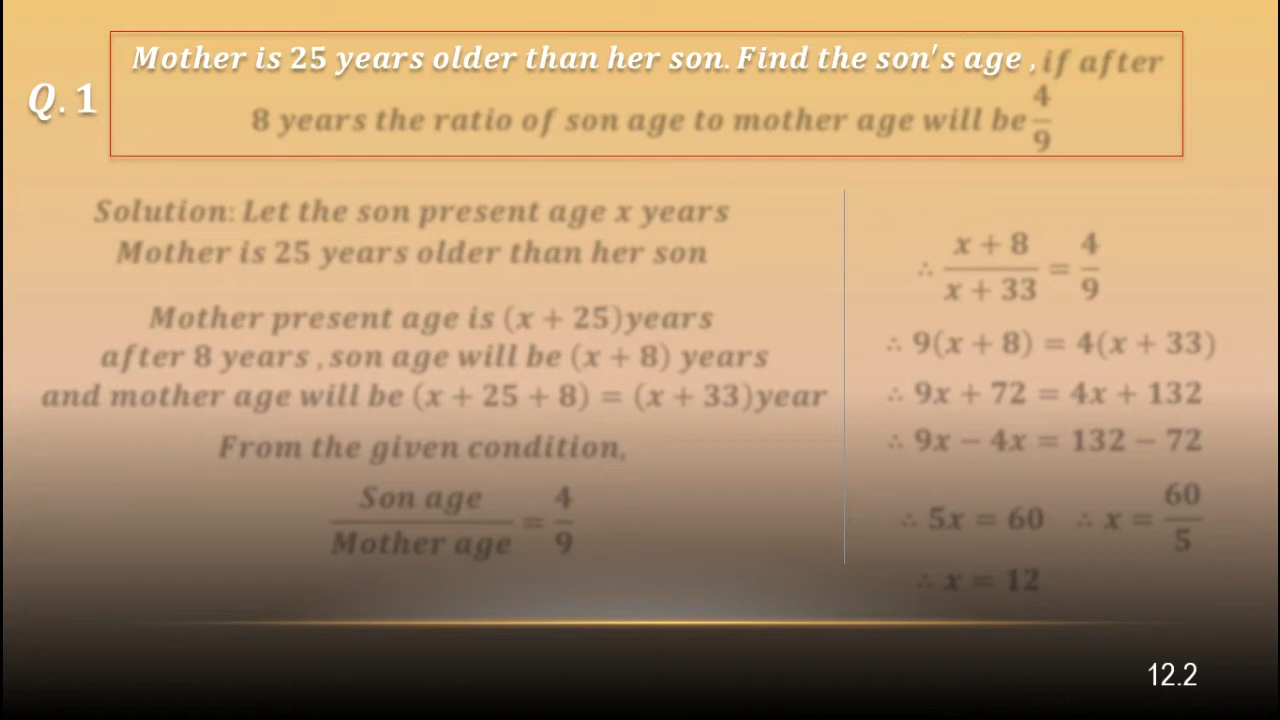 Q. 1
Mother is 25 years older than her son. Find the son's age , if after
8 years the ratio of son age to mother age will be 4/9
Solution: Let the son present age x years
Mother is 25 years older than her son
Mother present age is (x + 25)years
after 8 years , son age will be (x + 8) years
and mother age will be (x + 25 + 8) = (x + 33)year
From the given condition,
Son age / Mother age = 4/9
∴ x + 8 / x + 33 = 4/9
∴ 9(x + 8) = 4(x + 33)
∴ 9x + 72 = 4x + 132
∴ 9x − 4x = 132 − 72
∴ 5x = 60 ∴ x = 60/5
∴ x = 12
12.2